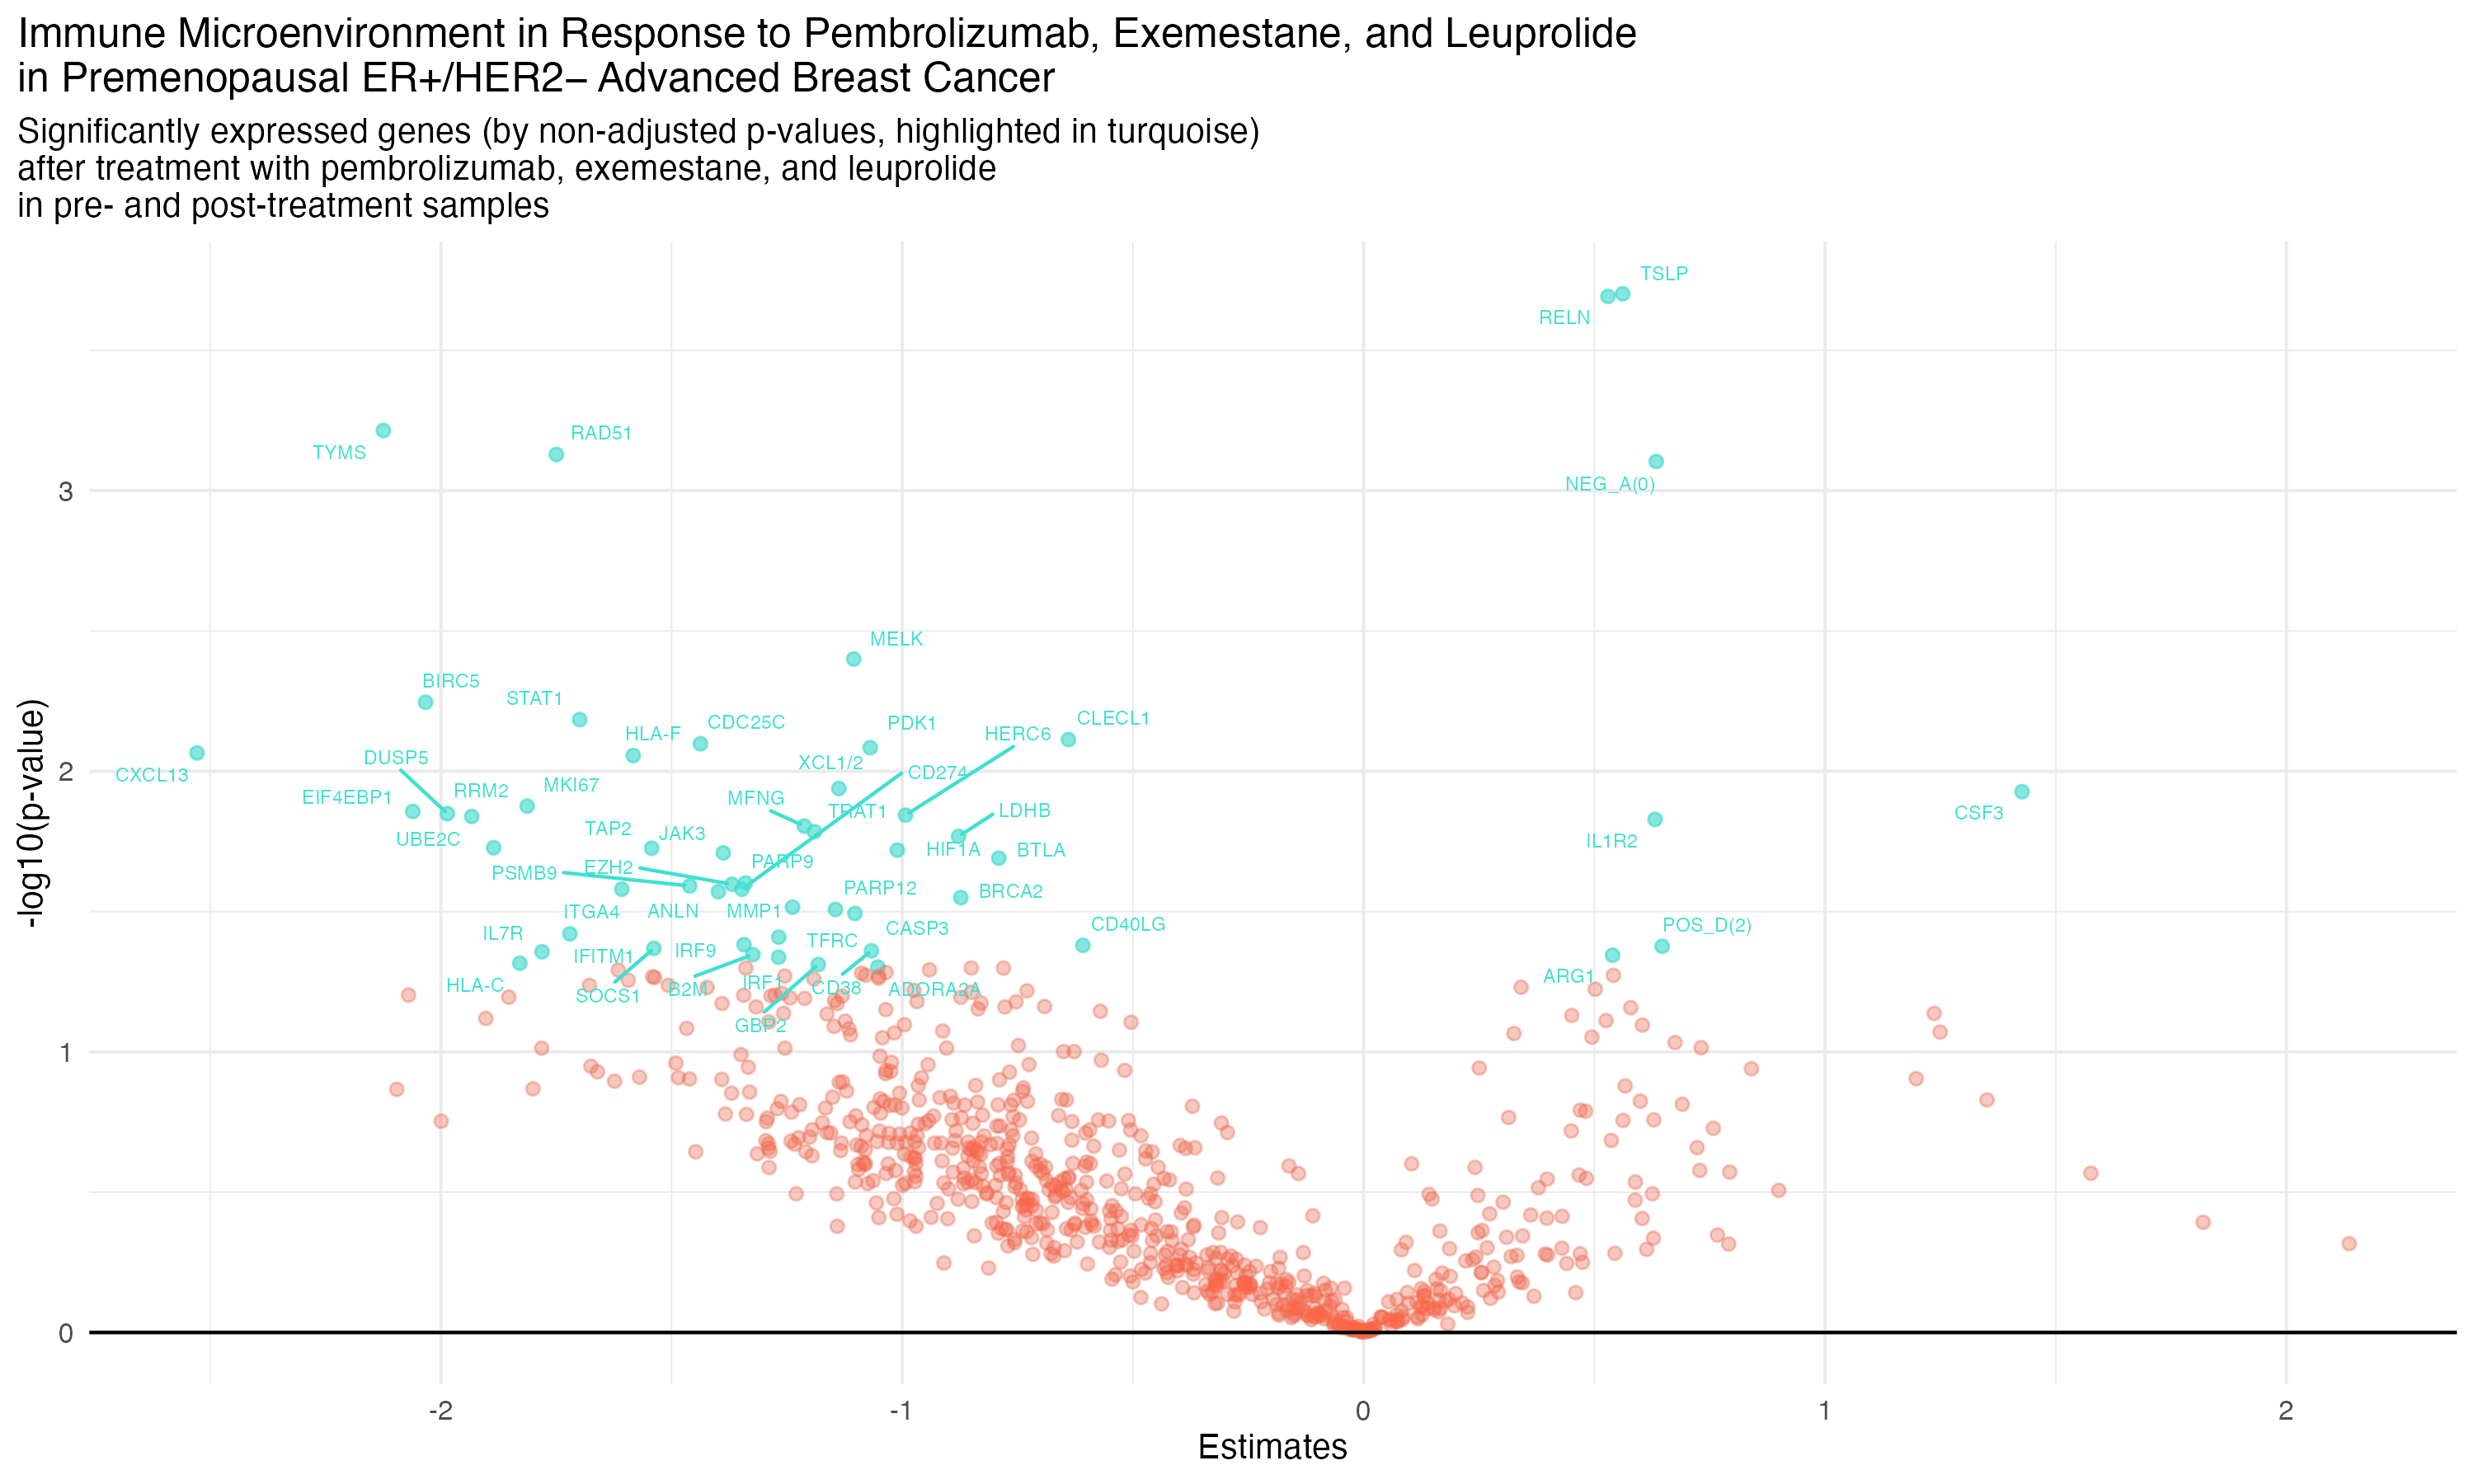 Immune Microenvironment in Response to Pembrolizumab, Exemestane, and Leuprolide
in Premenopausal ER+/HER2− Advanced Breast Cancer
Significantly expressed genes (by non-adjusted p-values, highlighted in turquoise)
after treatment with pembrolizumab, exemestane, and leuprolide
in pre- and post-treatment samples
TSLP
RELN
RAD51
TYMS
3
NEG_A(0)
MELK
BIRC5
STAT1
CLECL1
CDC25C
PDK1
HLA-F
HERC6
DUSP5
XCL1/2
CXCL13
2
CD274
MKI67
RRM2
EIF4EBP1
MFNG
TRAT1
LDHB
CSF3
TAP2
JAK3
UBE2C
IL1R2
HIF1A
BTLA
PARP9
EZH2
PSMB9
PARP12
BRCA2
ITGA4
ANLN
MMP1
CD40LG
POS_D(2)
CASP3
IL7R
TFRC
IRF9
IFITM1
ARG1
IRF1
HLA-C
CD38
B2M
ADORA2A
SOCS1
GBP2
1
0
-log10(p-value)
-2
-1
0
1
2
Estimates